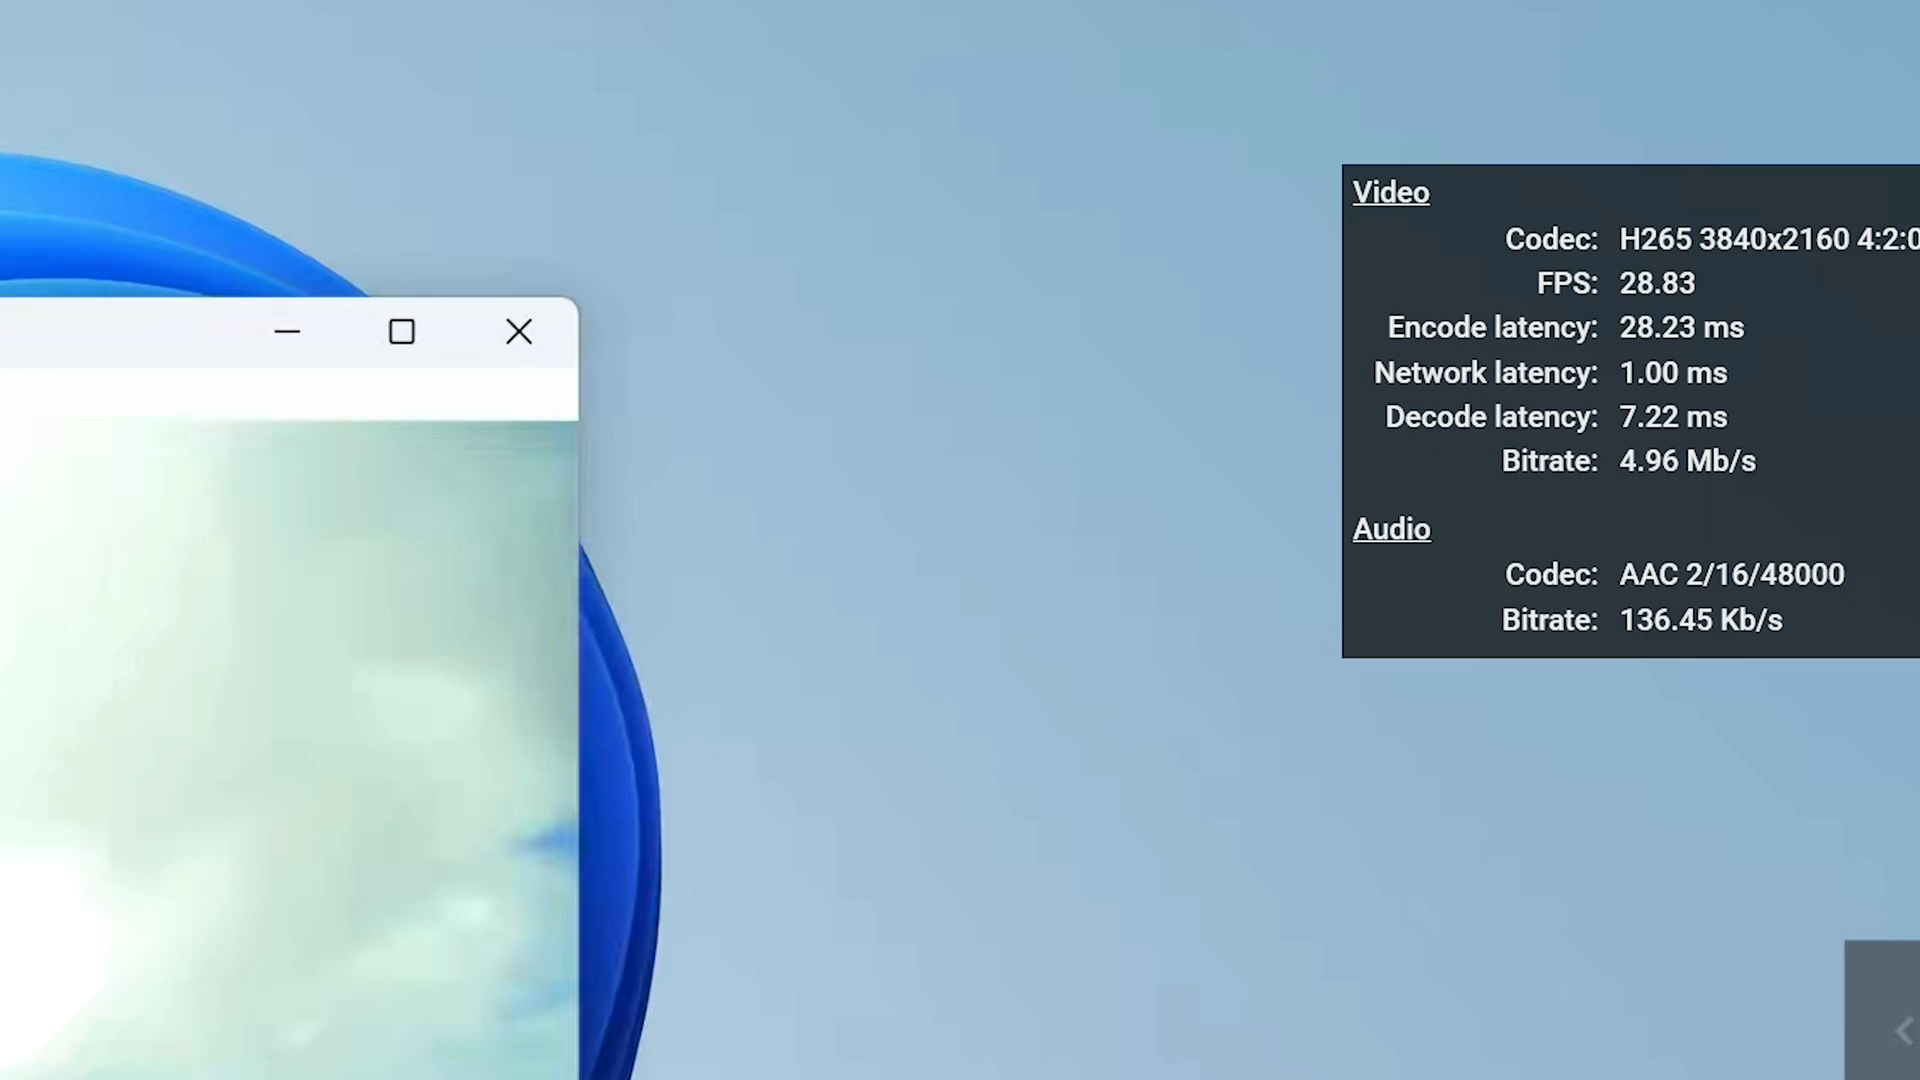 Video
Codec: H265 3840x2160 4:2:0
FPS: 28.83
Encode latency: 28.23 ms
Network latency: 1.00 ms
Decode latency: 7.22 ms
Bitrate: 4.96 Mb/s
Audio
Codec: AAC 2/16/48000
Bitrate: 136.45 Kb/s